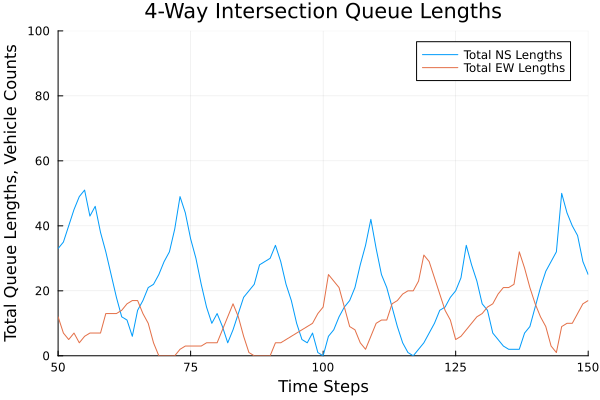 4-Way Intersection Queue Lengths
Total Queue Lengths, Vehicle Counts
100
80
60
40
20
0
Total NS Lengths
Total EW Lengths
50
75
100
125
150
Time Steps